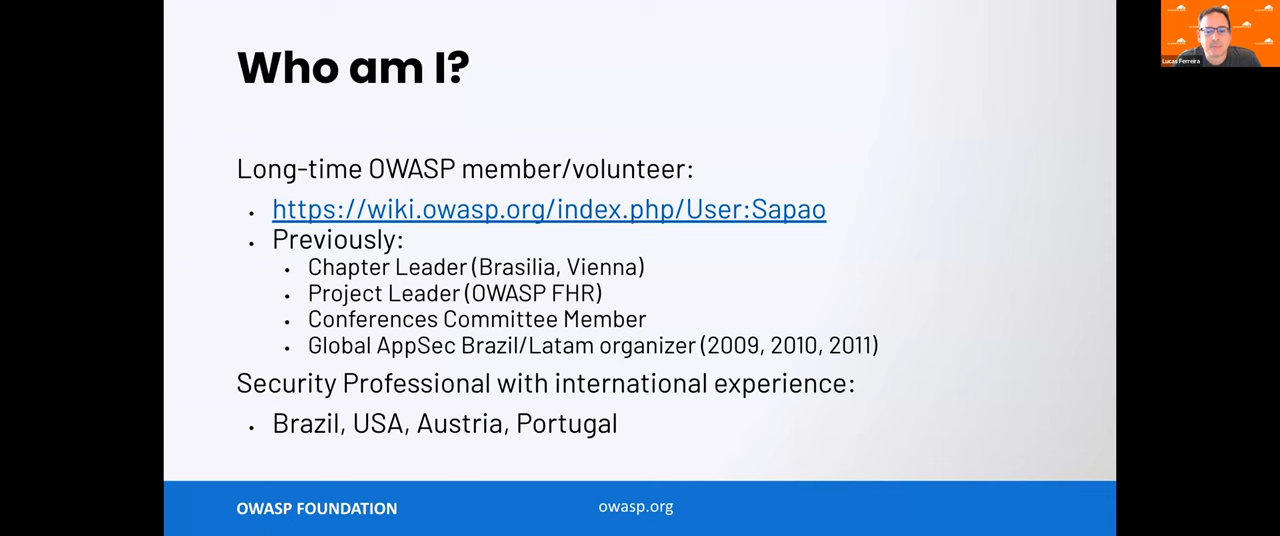 Who am I?
Lucas Ferreira
Long-time OWASP member/volunteer:
https://wiki.owasp.org/index.php/User:Sapao
Previously:
Chapter Leader (Brasilia, Vienna)
Project Leader (OWASP FHR)
Conferences Committee Member
Global AppSec Brazil/Latam organizer (2009, 2010, 2011)
Security Professional with international experience:
Brazil, USA, Austria, Portugal
OWASP FOUNDATION
owasp.org